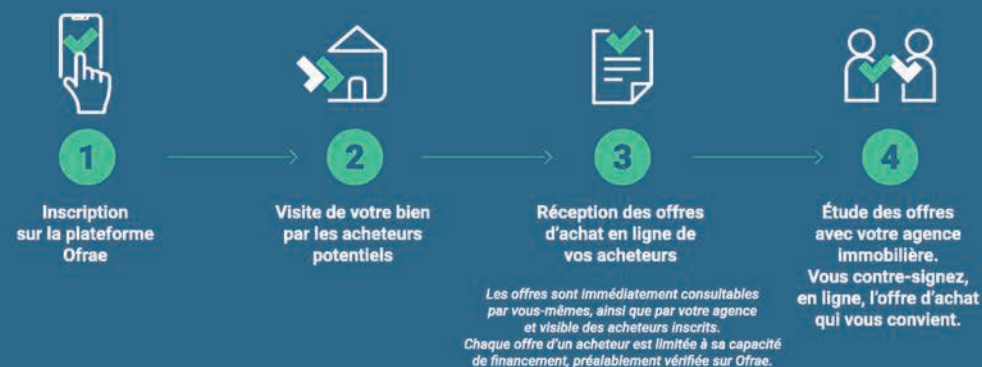 1
Inscription
sur la plateforme
Ofrae
2
Visite de votre bien
par les acheteurs
potentiels
3
Réception des offres
d'achat en ligne de
vos acheteurs
Les offres sont immédiatement consultables
par vous-mêmes, ainsi que par votre agence
et visible des acheteurs inscrits.
Chaque offre d'un acheteur est limitée à sa capacité
de financement, préalablement vérifiée sur Ofrae.
4
Étude des offres
avec votre agence
immobilière.
Vous contre-signez,
en ligne, l'offre d'achat
qui vous convient.